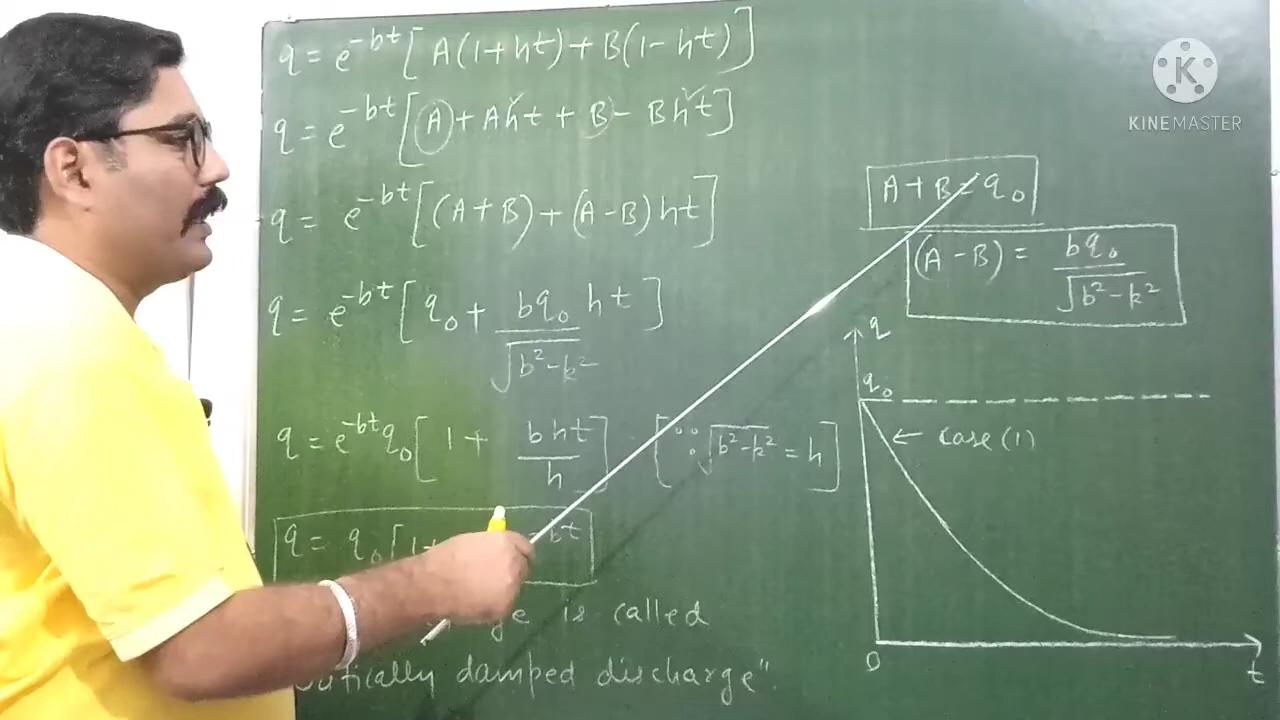 q = e^-bt [A(1+ht) + B(1-ht)]
q = e^-bt [A + Aht + B - Bht]
q = e^-bt [(A+B) + (A-B)ht]
q = e^-bt [q₀ + bq₀/√b²-k² ht]
q = e^-bt q₀ [1 + bht/h] [∵ √b²-k² = h]
q = q₀ [1+ -bt
is called
damped discharge".
A + B = q₀
(A - B) = bq₀/√b²-k²
q
q₀
← case (1)
0
t
K
KINEMASTER